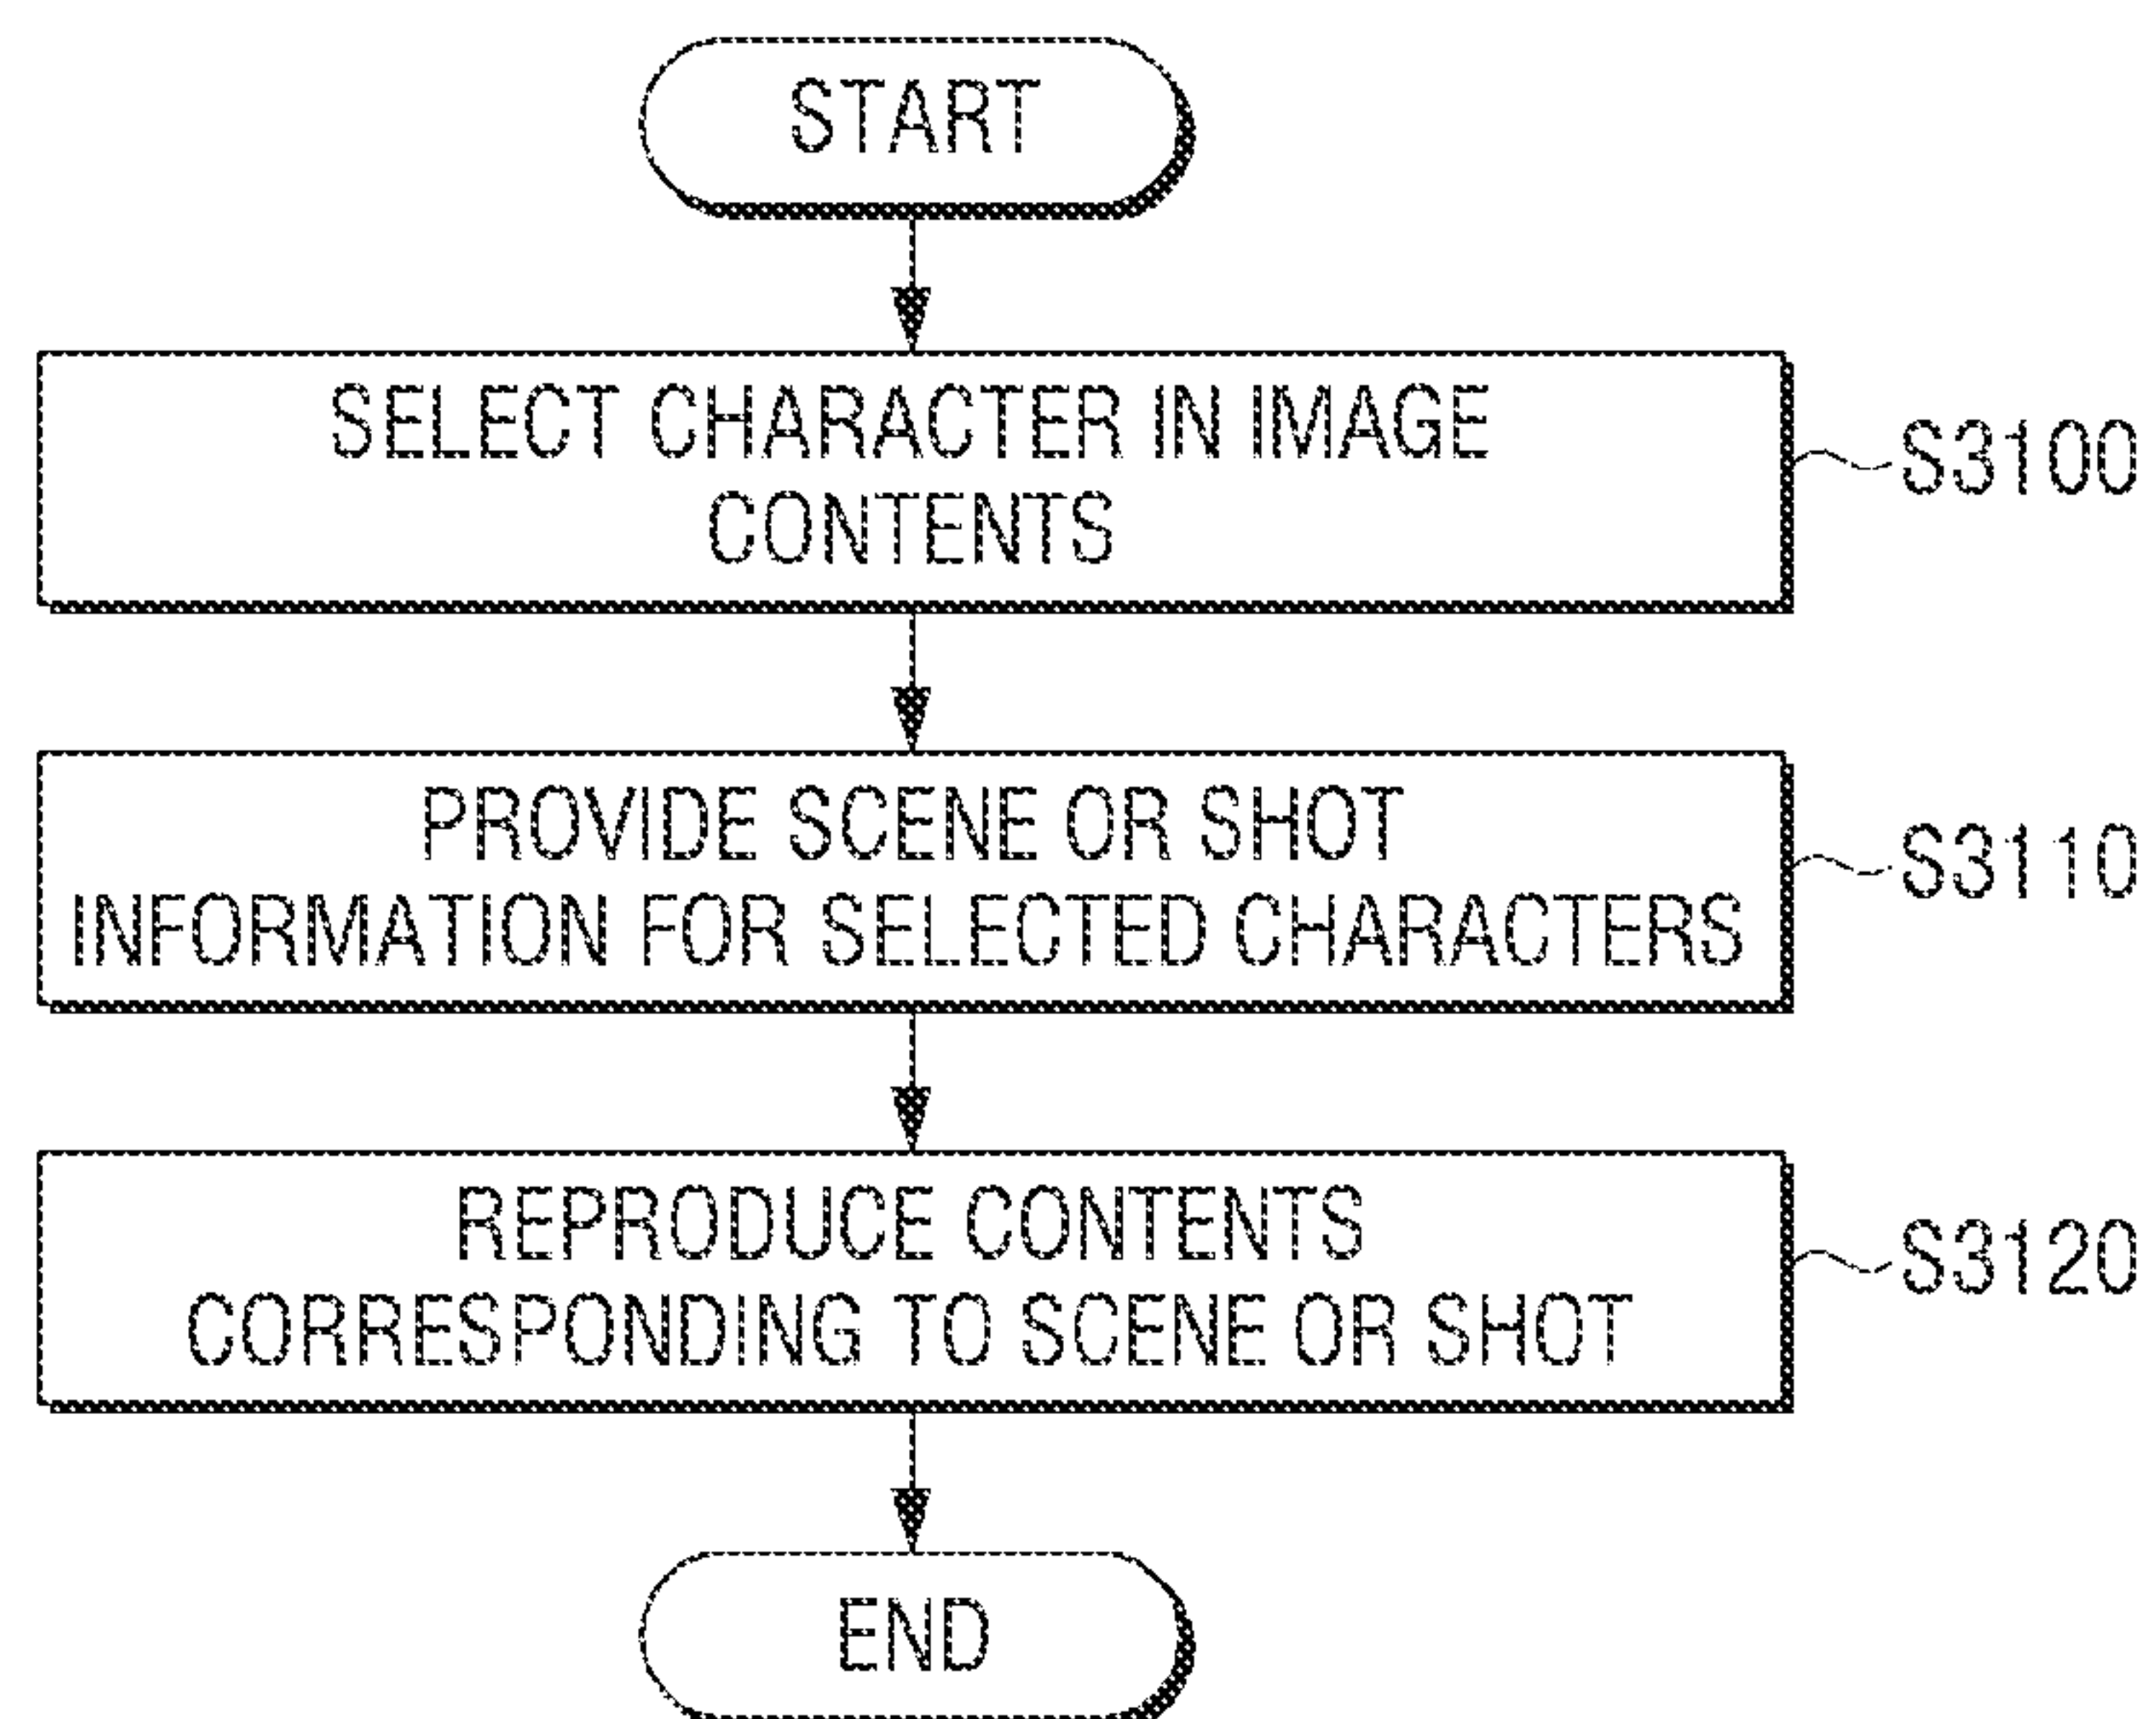 START
SELECT CHARACTER IN IMAGE
CONTENTS
S3100
PROVIDE SCENE OR SHOT
INFORMATION FOR SELECTED CHARACTERS
S3110
REPRODUCE CONTENTS
CORRESPONDING TO SCENE OR SHOT
S3120
END